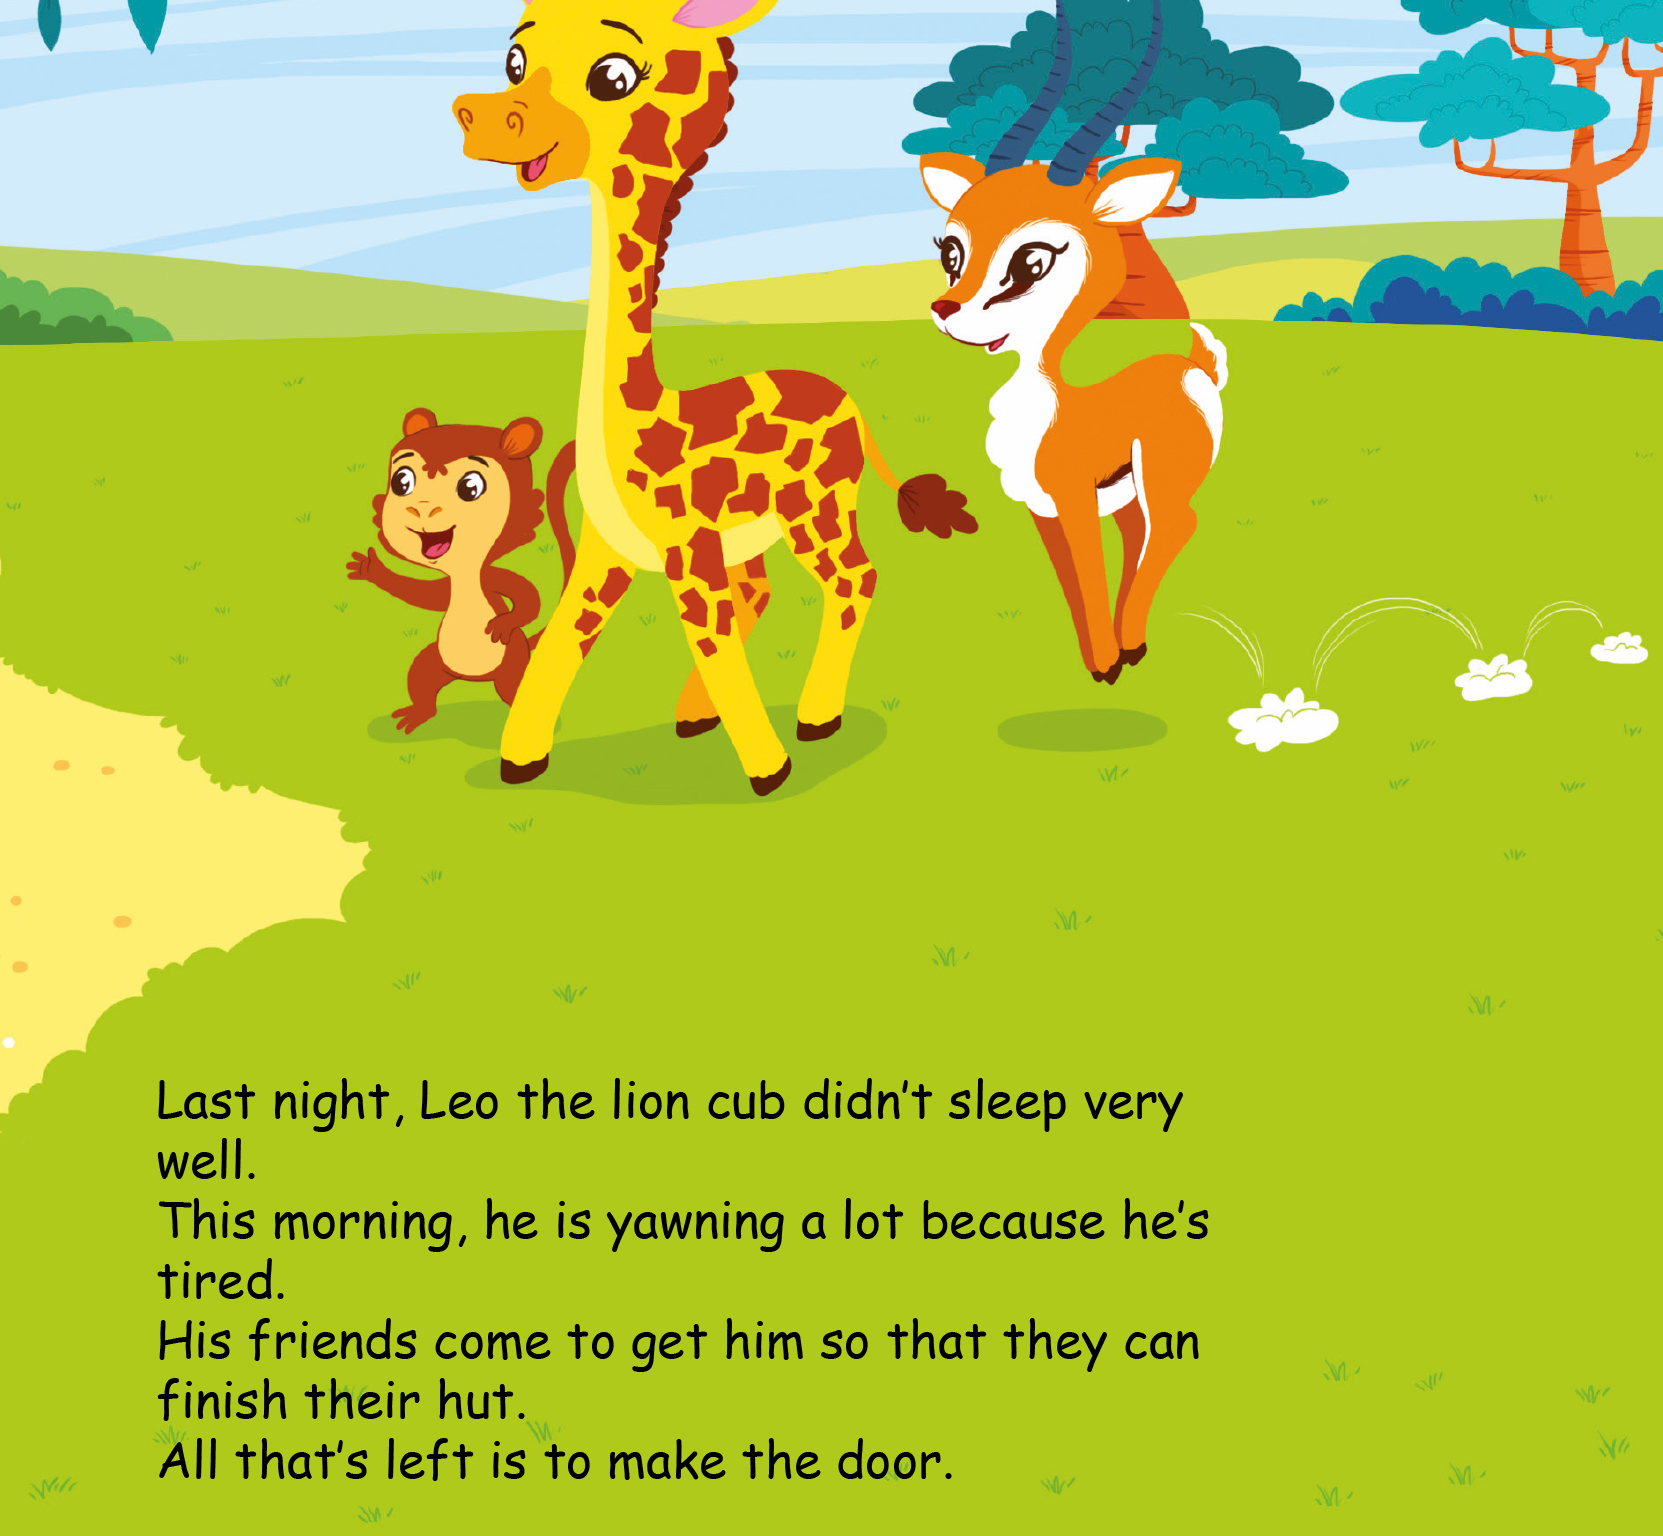 Last night, Leo the lion cub didn’t sleep very
well.
This morning, he is yawning a lot because he’s
tired.
His friends come to get him so that they can
finish their hut.
All that’s left is to make the door.